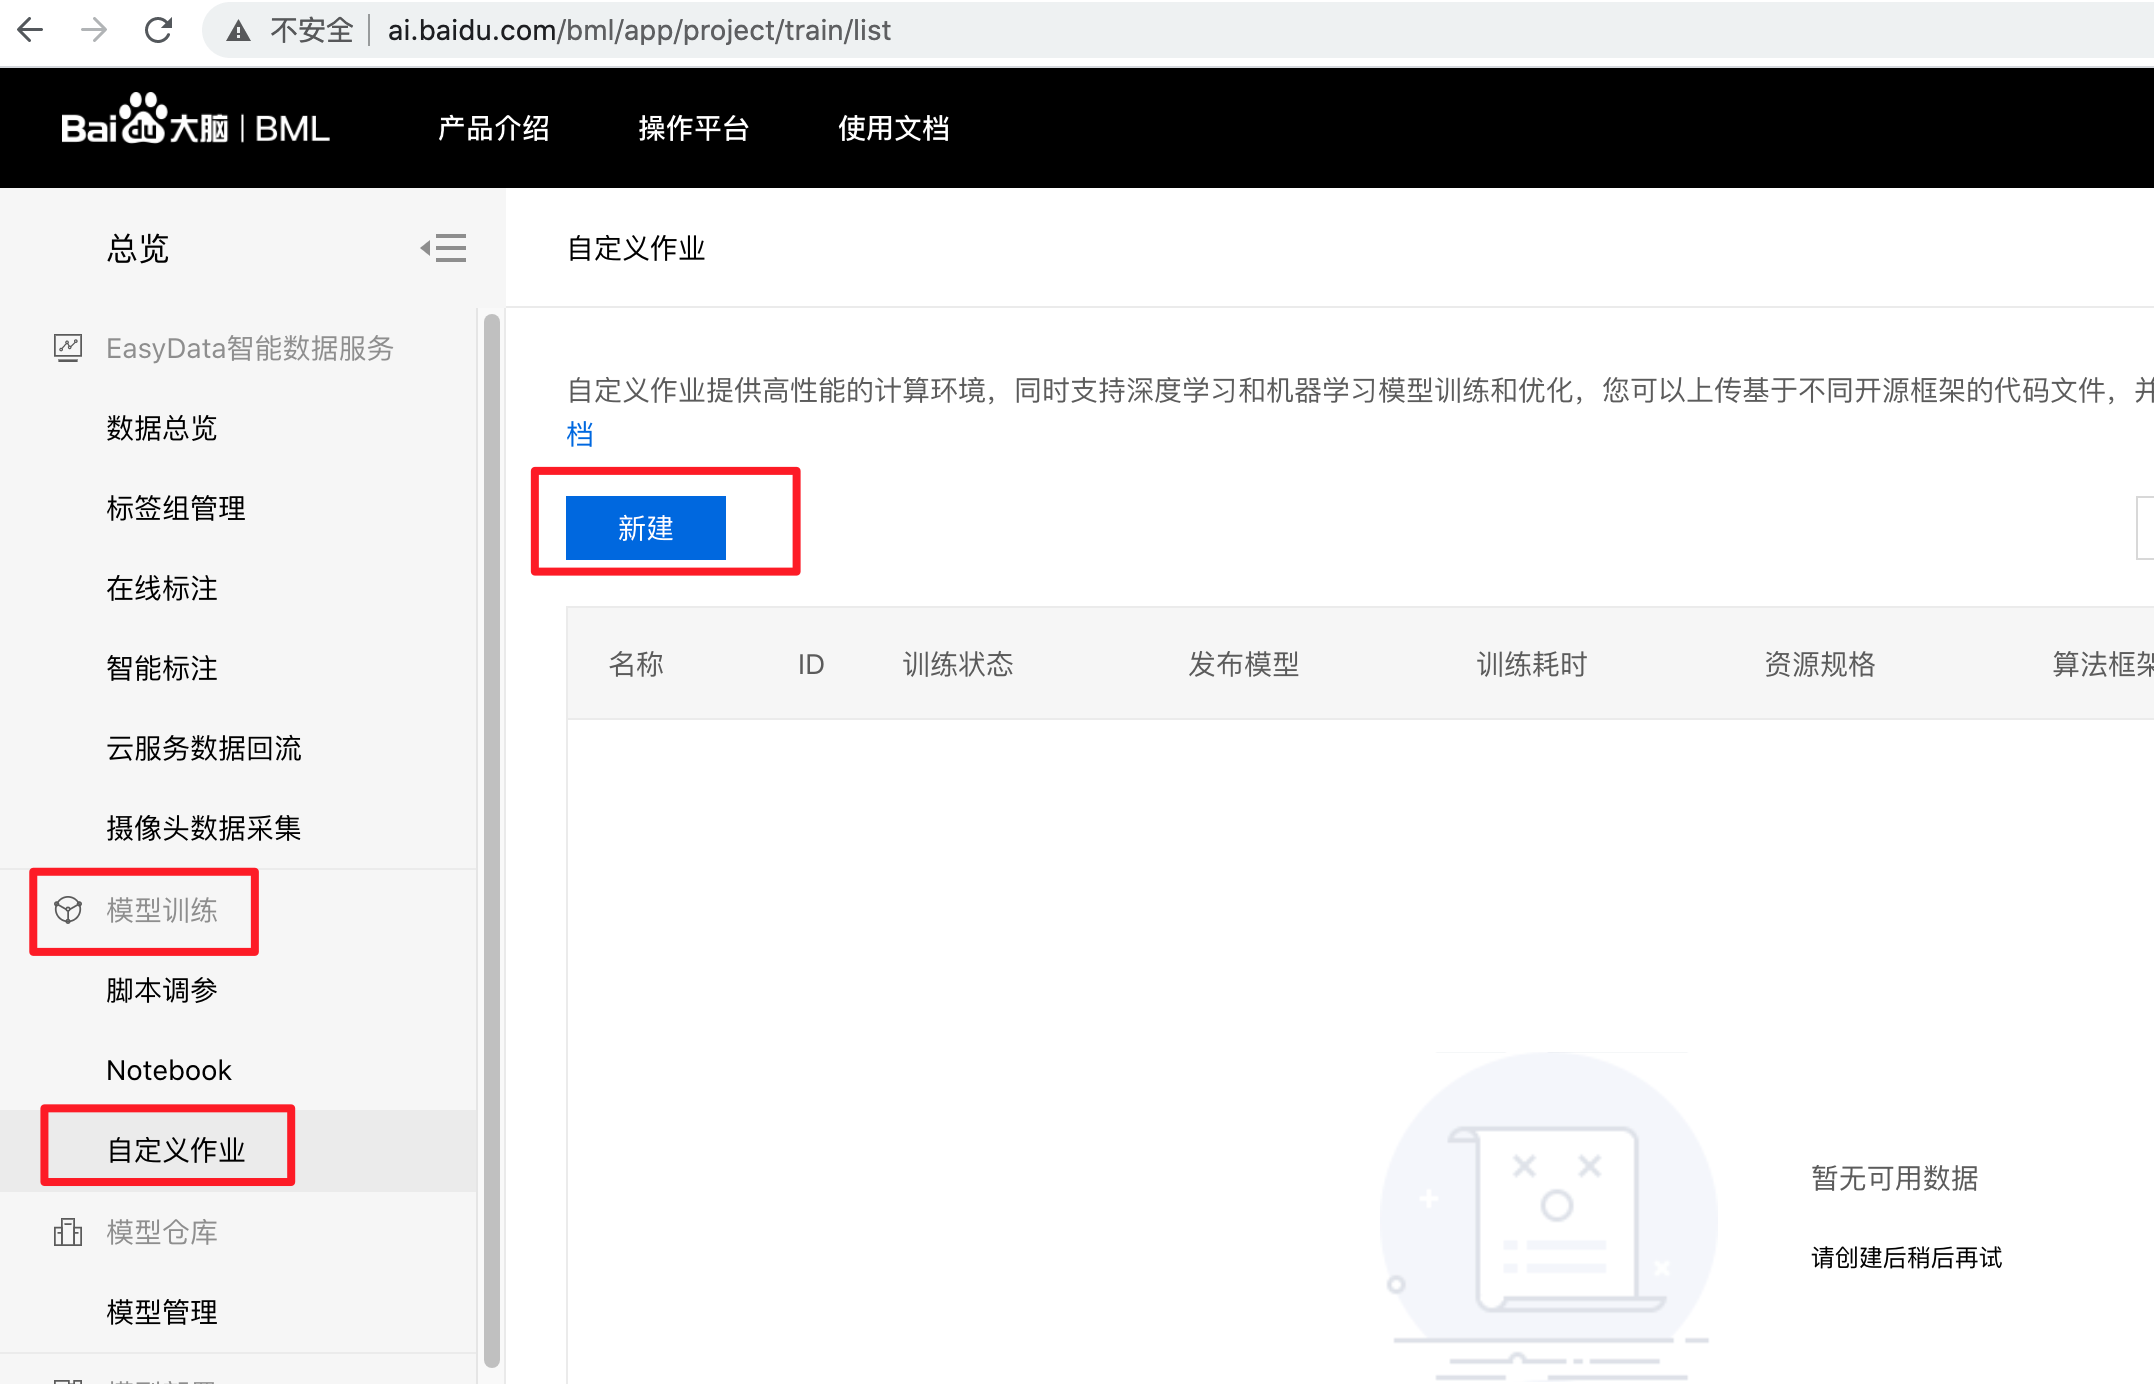 不安全 ai.baidu.com/bml/app/project/train/list
Bai du 大脑 BML 产品介绍 操作平台 使用文档
总览
EasyData智能数据服务
数据总览
标签组管理
在线标注
智能标注
云服务数据回流
摄像头数据采集
模型训练
脚本调参
Notebook
自定义作业
模型仓库
模型管理
自定义作业
自定义作业提供高性能的计算环境，同时支持深度学习和机器学习模型训练和优化，您可以上传基于不同开源框架的代码文件，并
档
新建
名称 ID 训练状态 发布模型 训练耗时 资源规格 算法框架
暂无可用数据
请创建后稍后再试